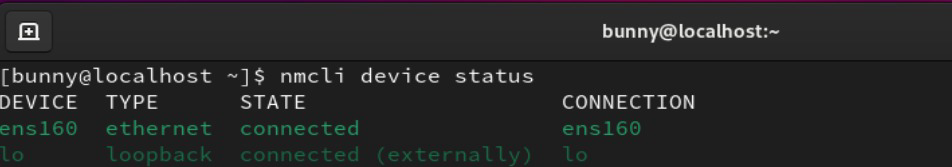 bunny@localhost:~
[bunny@localhost ~]$ nmcli device status
DEVICE  TYPE      STATE                   CONNECTION
ens160  ethernet  connected               ens160
lo      loopback  connected (externally)  lo